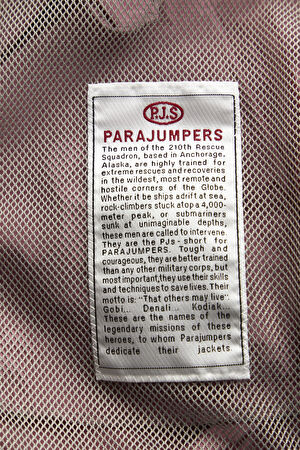 P.J.S
PARAJUMPERS
The men of the 210th Rescue
Squadron, based in Anchorage,
Alaska, are highly trained for
extreme rescues and recoveries
in the wildest, most remote and
hostile corners of the Globe.
Whether it be ships adrift at sea,
rock-climbers stuck atop a 4,000-
meter peak, or submariners
sunk at unimaginable depths,
these men are called to intervene.
They are the PJs - short for
PARAJUMPERS. Tough and
courageous, they are better trained
than any other military corps, but
most important, they use their skills
and techniques to save lives. Their
motto is: "That others may live".
Gobi... Denali... Kodiak...
These are the names of the
legendary missions of these
heroes, to whom Parajumpers
dedicate their jackets